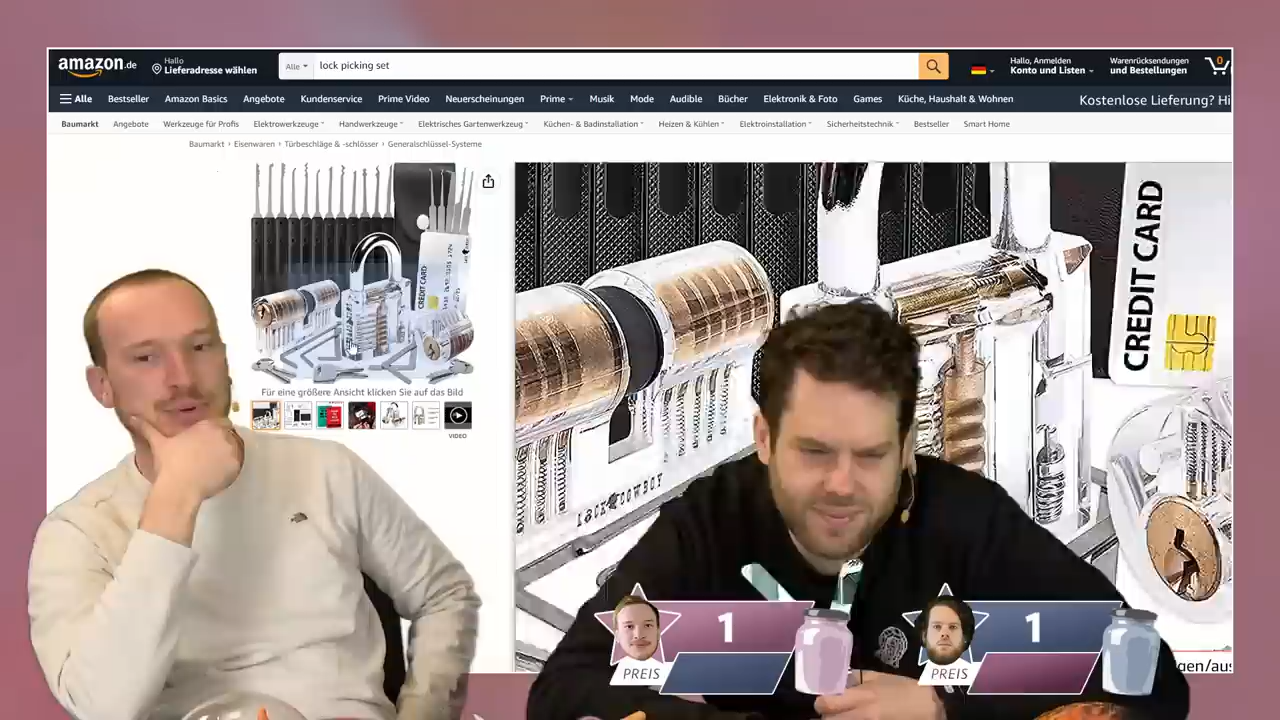 amazon.de
Hallo
Lieferadresse wählen
Alle
lock picking set
Hallo, Anmelden
Konto und Listen
Warenrücksendungen
und Bestellungen
0
Alle
Bestseller
Amazon Basics
Angebote
Kundenservice
Prime Video
Neuerscheinungen
Prime
Musik
Mode
Audible
Bücher
Elektronik & Foto
Games
Küche, Haushalt & Wohnen
Kostenlose Lieferung? Hi
Baumarkt
Angebote
Werkzeuge für Profis
Elektrowerkzeuge
Handwerkzeuge
Elektrisches Gartenwerkzeug
Küchen- & Badinstallation
Heizen & Kühlen
Elektroinstallation
Sicherheitstechnik
Bestseller
Smart Home
Baumarkt › Eisenwaren › Türbeschläge & -schlösser › Generalschlüssel-Systeme
CREDIT CARD
CREDIT CARD
LOCK COWBOY
Für eine größere Ansicht klicken Sie auf das Bild
VIDEO
1
PREIS
1
PREIS
gen/aus